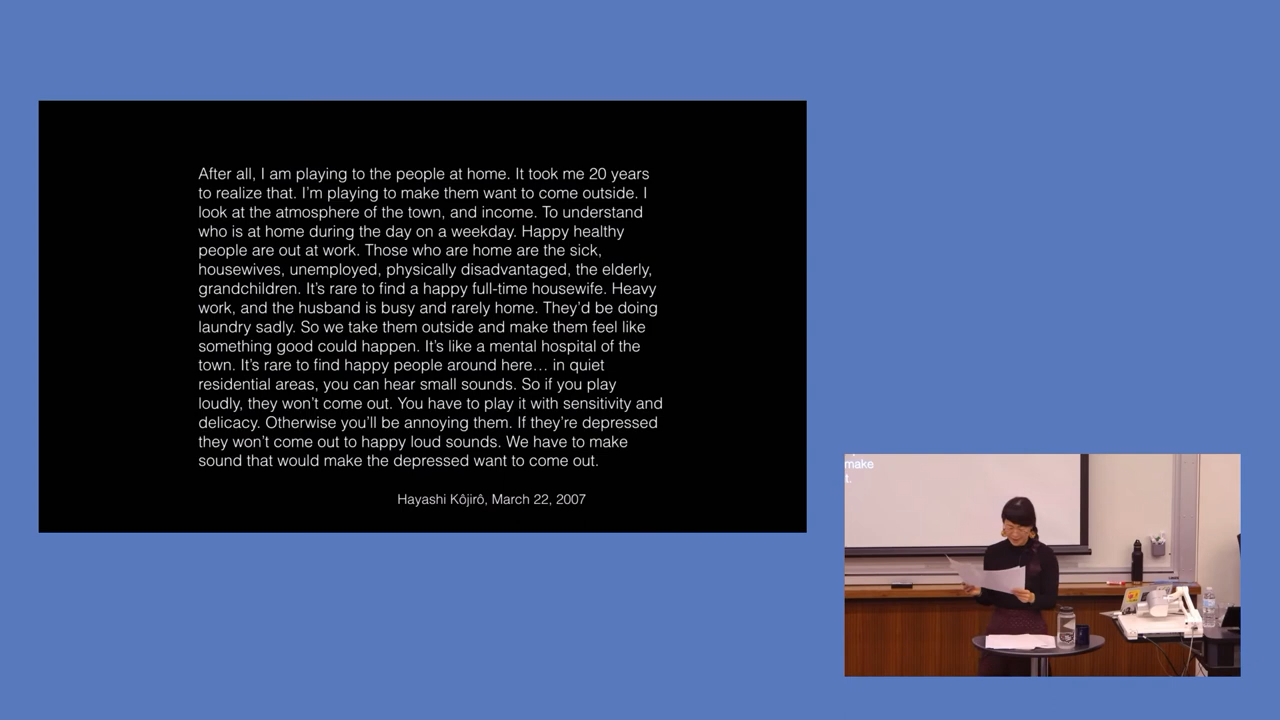 After all, I am playing to the people at home. It took me 20 years
to realize that. I'm playing to make them want to come outside. I
look at the atmosphere of the town, and income. To understand
who is at home during the day on a weekday. Happy healthy
people are out at work. Those who are home are the sick,
housewives, unemployed, physically disadvantaged, the elderly,
grandchildren. It's rare to find a happy full-time housewife. Heavy
work, and the husband is busy and rarely home. They'd be doing
laundry sadly. So we take them outside and make them feel like
something good could happen. It's like a mental hospital of the
town. It's rare to find happy people around here… in quiet
residential areas, you can hear small sounds. So if you play
loudly, they won't come out. You have to play it with sensitivity and
delicacy. Otherwise you'll be annoying them. If they're depressed
they won't come out to happy loud sounds. We have to make
sound that would make the depressed want to come out.
Hayashi Kôjirô, March 22, 2007
make
t.